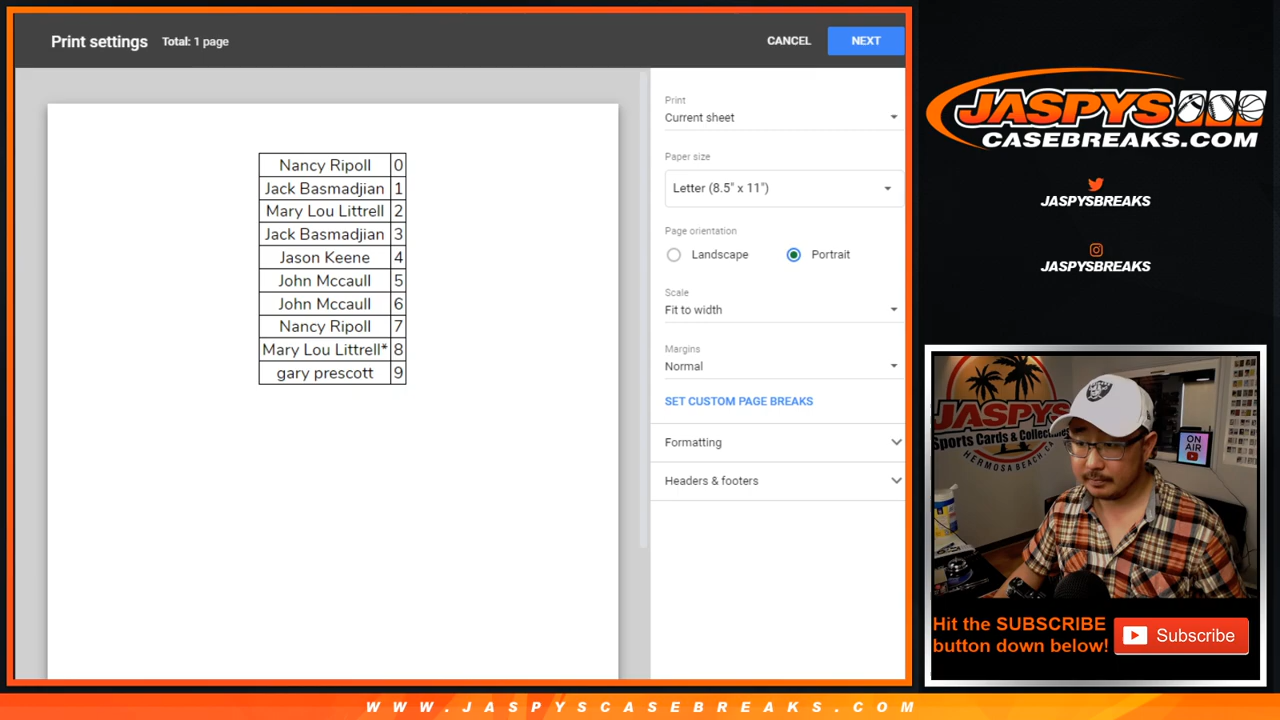 Print settings Total: 1 page CANCEL NEXT
Nancy Ripoll 0
Jack Basmadjian 1
Mary Lou Littrell 2
Jack Basmadjian 3
Jason Keene 4
John Mccaull 5
John Mccaull 6
Nancy Ripoll 7
Mary Lou Littrell* 8
gary prescott 9
Print
Current sheet
Paper size
Letter (8.5" x 11")
Page orientation
Landscape Portrait
Scale
Fit to width
Margins
Normal
SET CUSTOM PAGE BREAKS
Formatting
Headers & footers
JASPYS
CASEBREAKS.COM
JASPYSBREAKS
JASPYSBREAKS
JASPYS
Sports Cards & Collectibles
HERMOSA BEACH, CA
ON
AIR
Hit the SUBSCRIBE
button down below!
Subscribe
WWW.JASPYSCASEBREAKS.COM